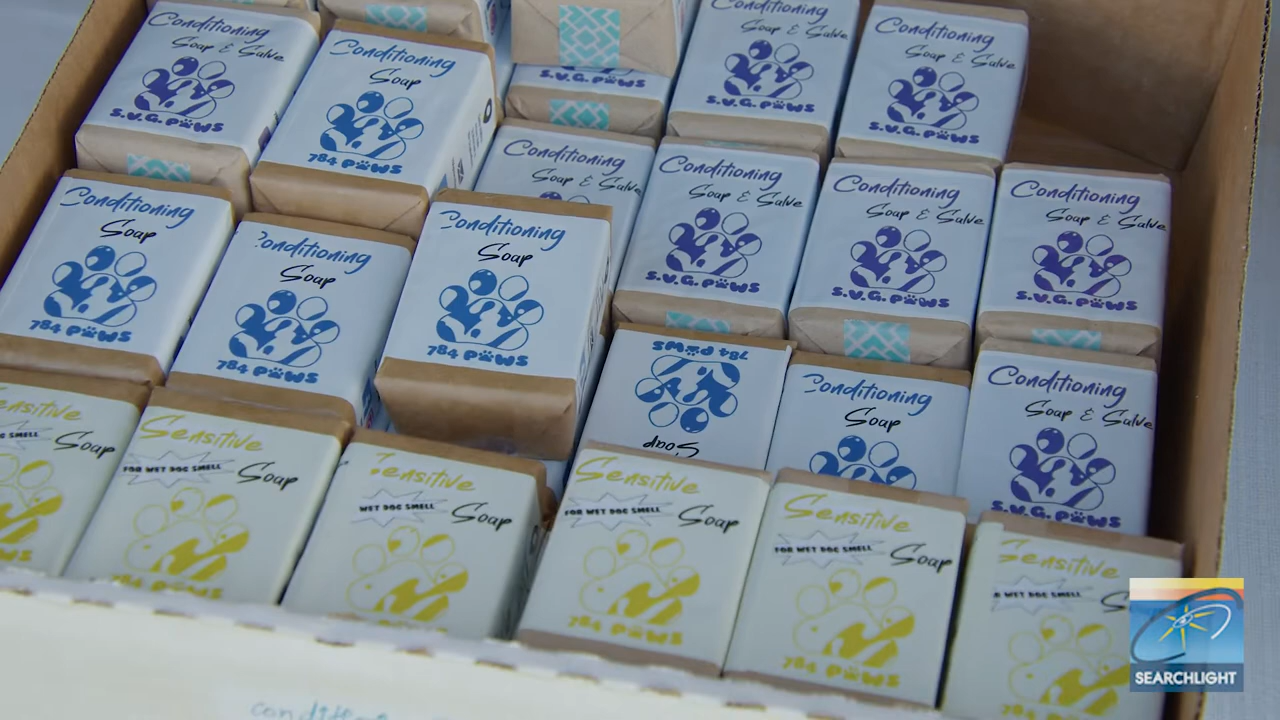 Conditioning
Soap & Salve
S.V.G. PAWS
Conditioning
Soap
784 PAWS
S.V.G. PAWS
Conditioning
Soap & Salve
S.V.G. PAWS
Conditioning
Soap & Salve
S.V.G. PAWS
Conditioning
Soap
784 PAWS
Conditioning
Soap
784 PAWS
Conditioning
Soap
784 PAWS
Conditioning
Soap & Salve
Conditioning
Soap & Salve
S.V.G. PAWS
Conditioning
Soap & Salve
S.V.G. PAWS
Conditioning
Soap & Salve
S.V.G. PAWS
784 PAWS
Soap
Conditioning
Soap
Conditioning
Soap & Salve
S.V.G. PAWS
Sensitive
SMELL
Soap
Sensitive
FOR WET DOG SMELL
Soap
784 PAWS
Sensitive
WET DOG SMELL
Soap
Sensitive
FOR WET DOG SMELL
Soap
784 PAWS
Sensitive
FOR WET DOG SMELL
Soap
784 PAWS
Sensitive
WET DOG SMELL
784 PAWS
SEARCHLIGHT